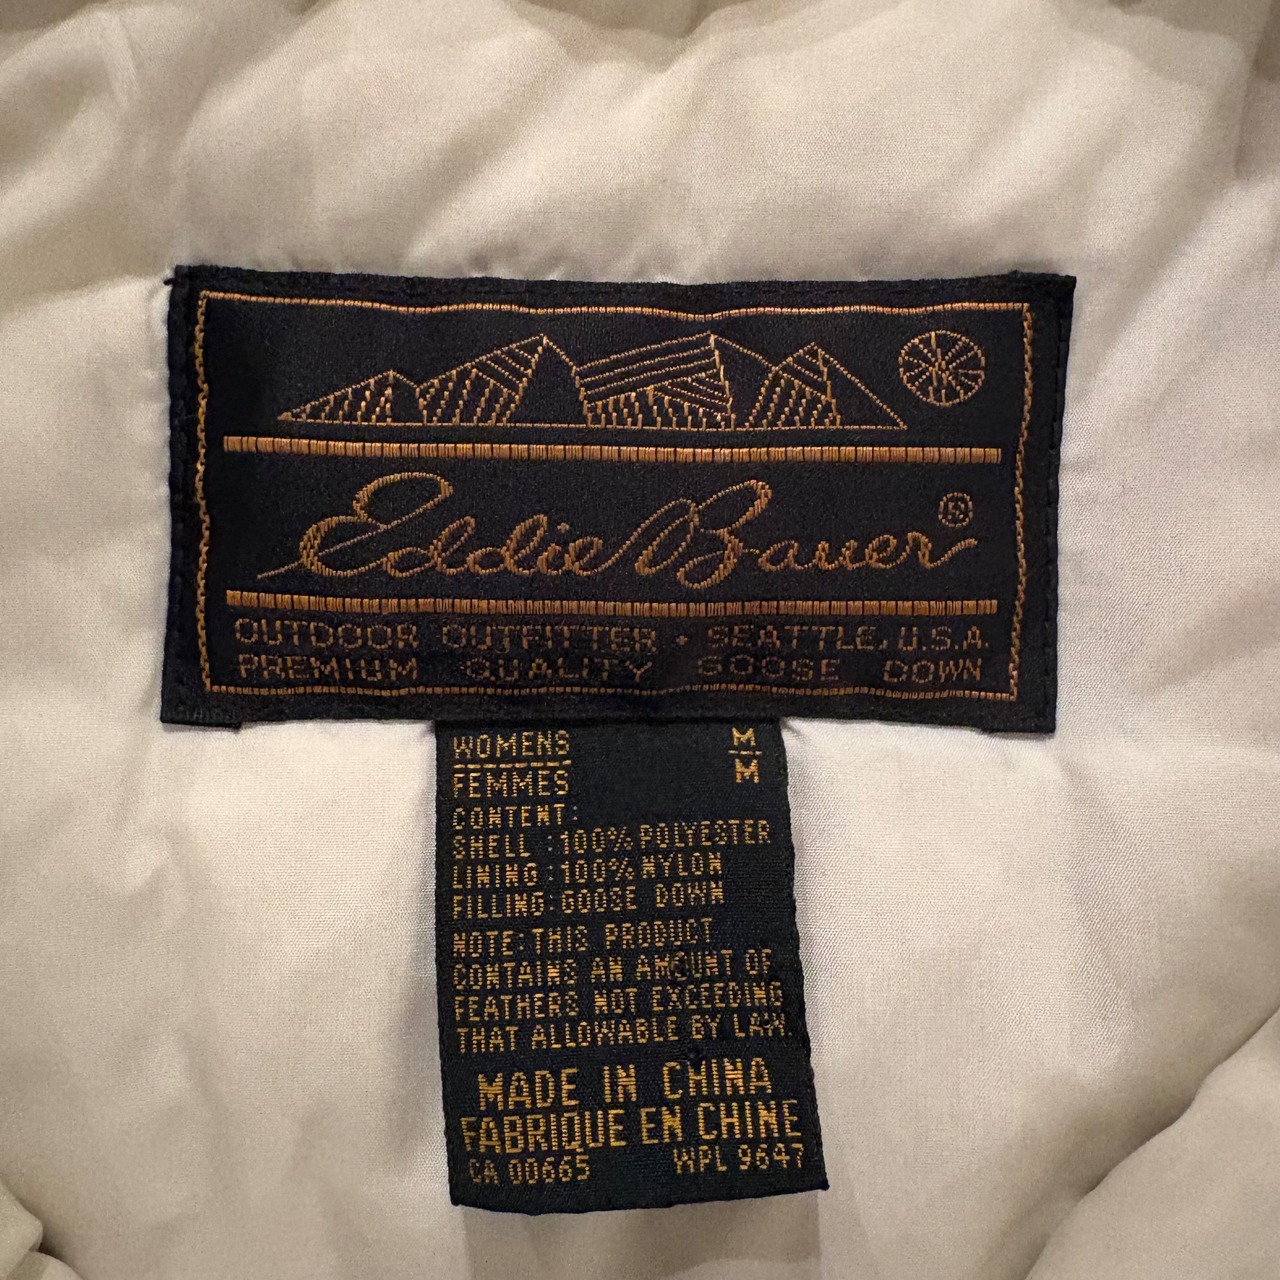 Eddie Bauer®
OUTDOOR OUTFITTER • SEATTLE, U.S.A.
PREMIUM QUALITY GOOSE DOWN
WOMENS M
FEMMES M
CONTENT:
SHELL :100% POLYESTER
LINING:100% NYLON
FILLING:GOOSE DOWN
NOTE:THIS PRODUCT
CONTAINS AN AMOUNT OF
FEATHERS NOT EXCEEDING
THAT ALLOWABLE BY LAW.
MADE IN CHINA
FABRIQUE EN CHINE
CA 00665 WPL 9647